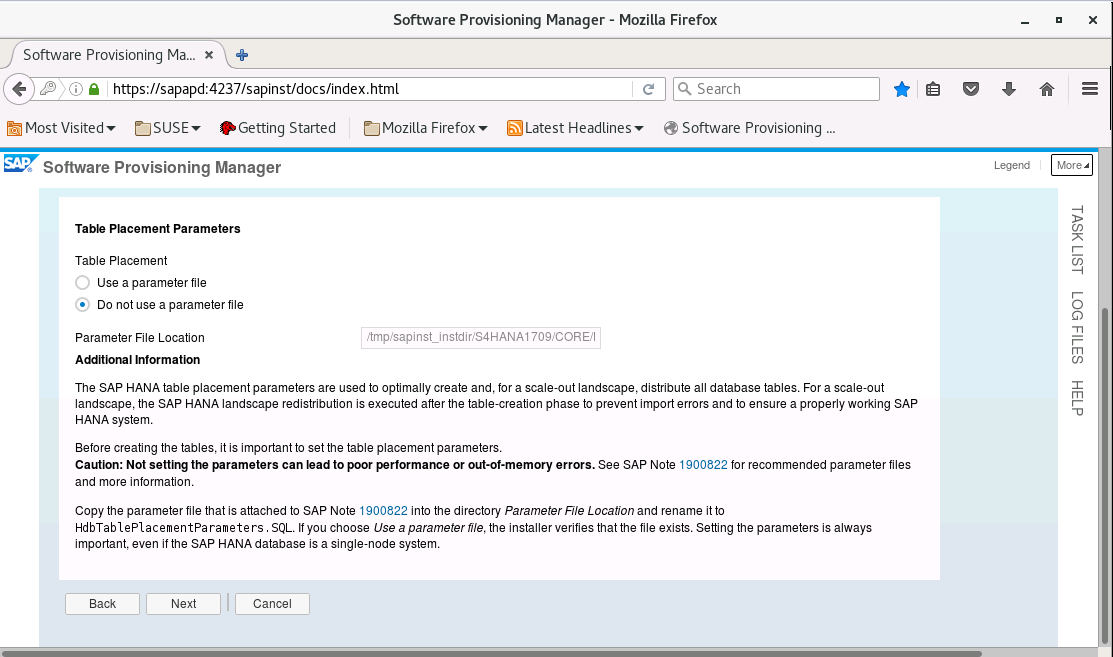 Software Provisioning Manager - Mozilla Firefox
Software Provisioning Ma...
https://sapapd:4237/sapinst/docs/index.html
Search
Most Visited
SUSE
Getting Started
Mozilla Firefox
Latest Headlines
Software Provisioning ...
SAP
Software Provisioning Manager
Legend
More
Table Placement Parameters
Table Placement
Use a parameter file
Do not use a parameter file
Parameter File Location
/tmp/sapinst_instdir/S4HANA1709/CORE/
Additional Information
The SAP HANA table placement parameters are used to optimally create and, for a scale-out landscape, distribute all database tables. For a scale-out
landscape, the SAP HANA landscape redistribution is executed after the table-creation phase to prevent import errors and to ensure a properly working SAP
HANA system.
Before creating the tables, it is important to set the table placement parameters.
Caution: Not setting the parameters can lead to poor performance or out-of-memory errors. See SAP Note 1900822 for recommended parameter files
and more information.
Copy the parameter file that is attached to SAP Note 1900822 into the directory Parameter File Location and rename it to
HdbTablePlacementParameters.SQL. If you choose Use a parameter file, the installer verifies that the file exists. Setting the parameters is always
important, even if the SAP HANA database is a single-node system.
Back
Next
Cancel
TASK LIST
LOG FILES
HELP